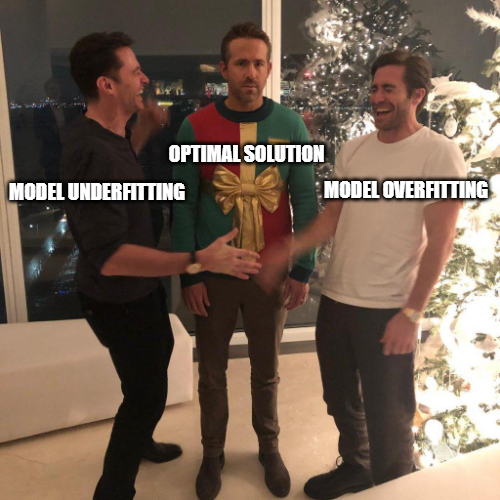 OPTIMAL SOLUTION
MODEL UNDERFITTING
MODEL OVERFITTING